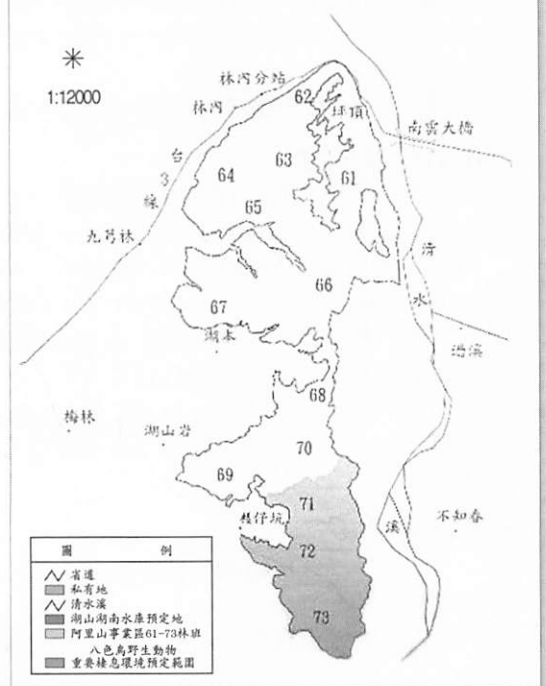 1:12000
林內分站
林內
62
坪頂
南雲大橋
台
3
線
64
63
61
65
九芎林
清
水
溪
66
67
湖本
過溪
68
梅林
湖山岩
70
69
71
不知春
72
73
圖 例
省道
私有地
清水溪
湖山湖南水庫預定地
阿里山事業區61-73林班
八色鳥野生動物
重要棲息環境預定範圍